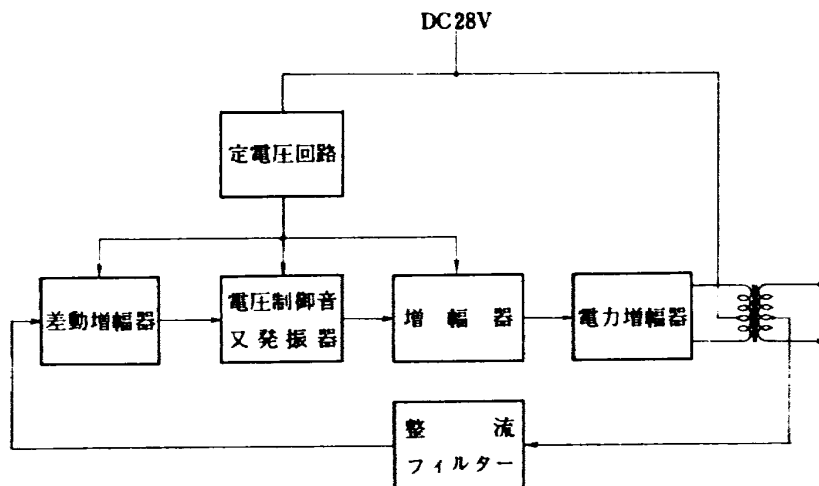 DC28V
定電圧回路
差動増幅器
電圧制御音
叉発振器
増幅器
電力増幅器
整流
フィルター